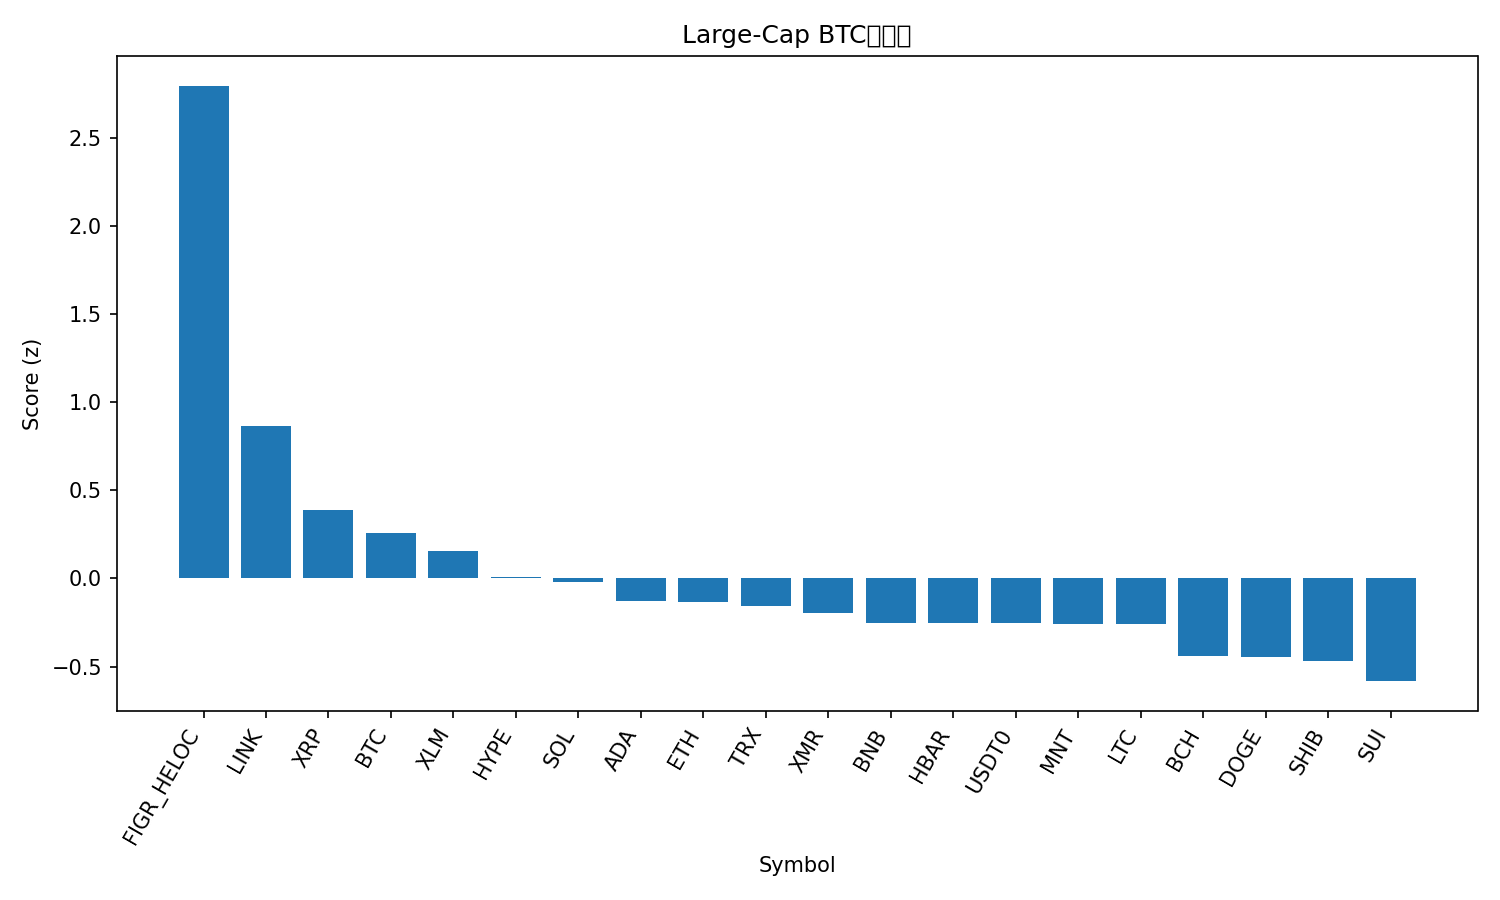 Large-Cap BTC
Score (z)
2.5
2.0
1.5
1.0
0.5
0.0
−0.5
FIGR_HELOC
LINK
XRP
BTC
XLM
HYPE
SOL
ADA
ETH
TRX
XMR
BNB
HBAR
USDT0
MNT
LTC
BCH
DOGE
SHIB
SUI
Symbol